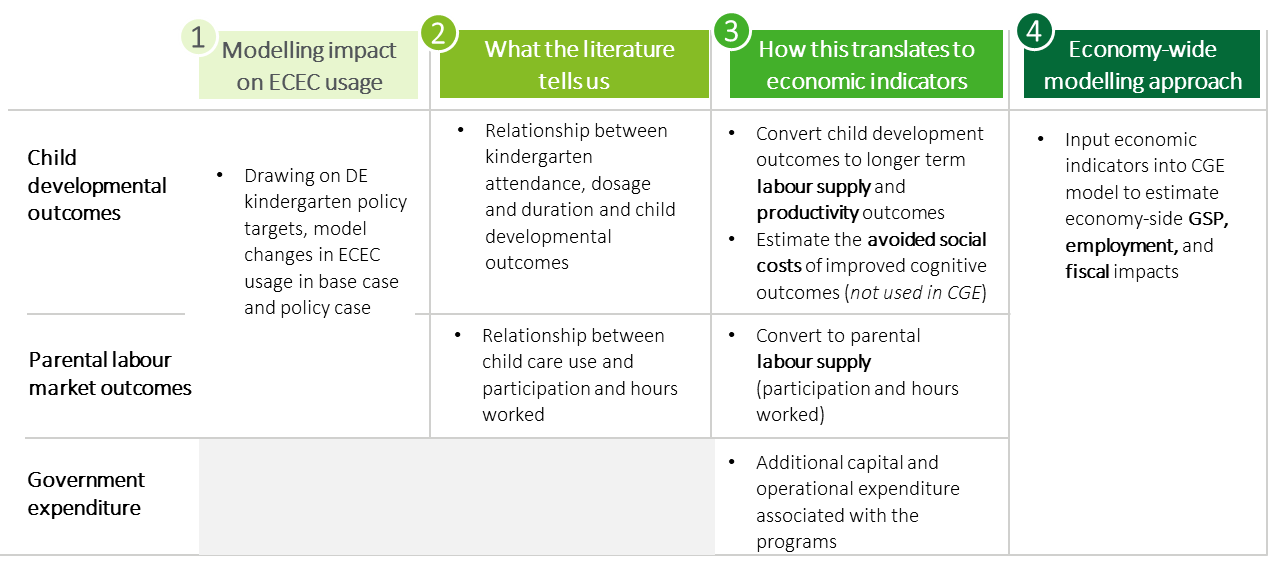 1
Modelling impact
on ECEC usage
2
What the literature
tells us
3
How this translates to
economic indicators
4
Economy-wide
modelling approach
Child
developmental
outcomes
• Drawing on DE
kindergarten policy
targets, model
changes in ECEC
usage in base case
and policy case
• Relationship between
kindergarten
attendance, dosage
and duration and child
developmental
outcomes
• Convert child development
outcomes to longer term
labour supply and
productivity outcomes
• Estimate the avoided social
costs of improved cognitive
outcomes (not used in CGE)
• Input economic
indicators into CGE
model to estimate
economy-side GSP,
employment, and
fiscal impacts
Parental labour
market outcomes
• Relationship between
child care use and
participation and hours
worked
• Convert to parental
labour supply
(participation and hours
worked)
Government
expenditure
• Additional capital and
operational expenditure
associated with the
programs